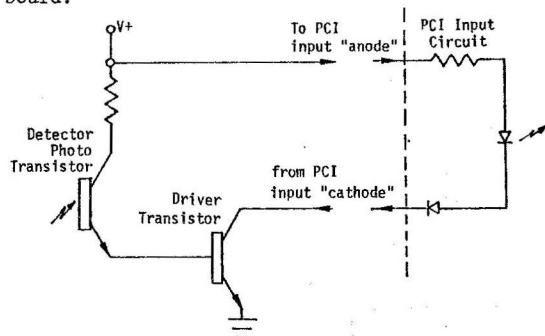 board.
V+
To PCI
input "anode"
PCI Input
Circuit
Detector
Photo
Transistor
Driver
Transistor
from PCI
input "cathode"